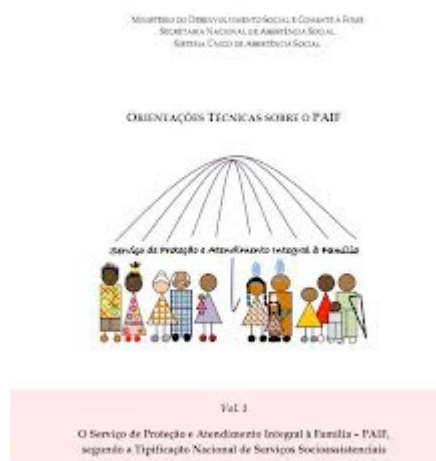 MINISTÉRIO DO DESENVOLVIMENTO SOCIAL E COMBATE À FOME
SECRETARIA NACIONAL DE ASSISTÊNCIA SOCIAL
SISTEMA ÚNICO DE ASSISTÊNCIA SOCIAL
ORIENTAÇÕES TÉCNICAS SOBRE O PAIF
Serviço de Proteção e Atendimento Integral à Família
Vol. 1
O Serviço de Proteção e Atendimento Integral à Família – PAIF,
segundo a Tipificação Nacional de Serviços Socioassistenciais